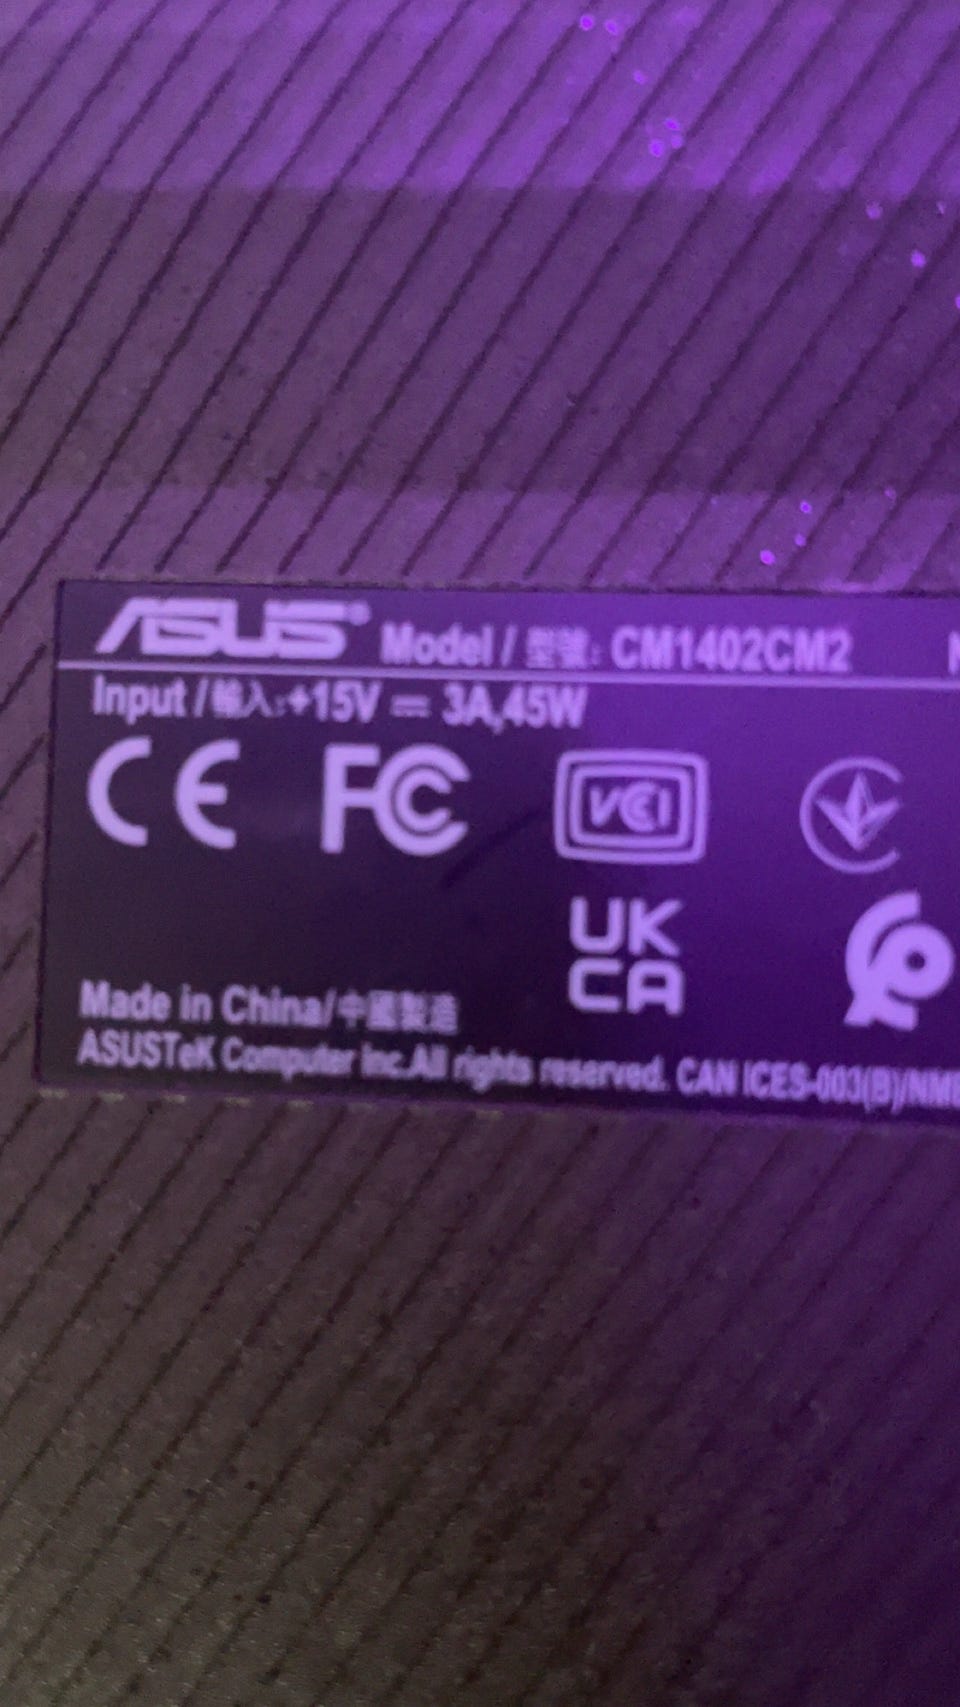 ASUS® Model / 型號: CM1402CM2
Input / 輸入: +15V ⎓ 3A,45W
CE FC VCI
UK
CA
Made in China/中國製造
ASUSTeK Computer Inc.All rights reserved. CAN ICES-003(B)/NMB